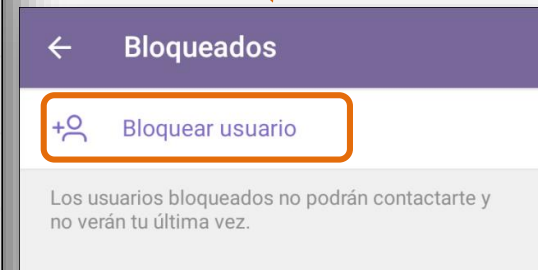 Bloqueados
Bloquear usuario
Los usuarios bloqueados no podrán contactarte y
no verán tu última vez.